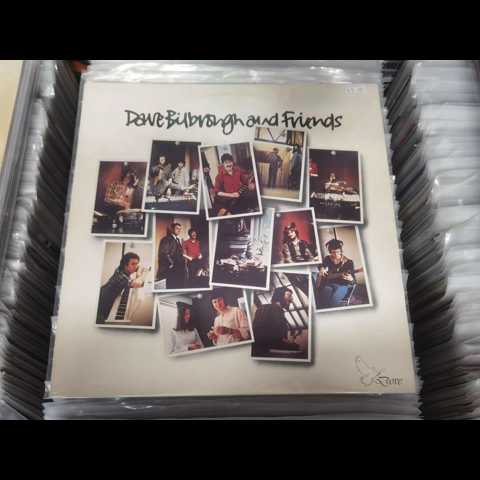 Dave Bilbrough and Friends
Dove